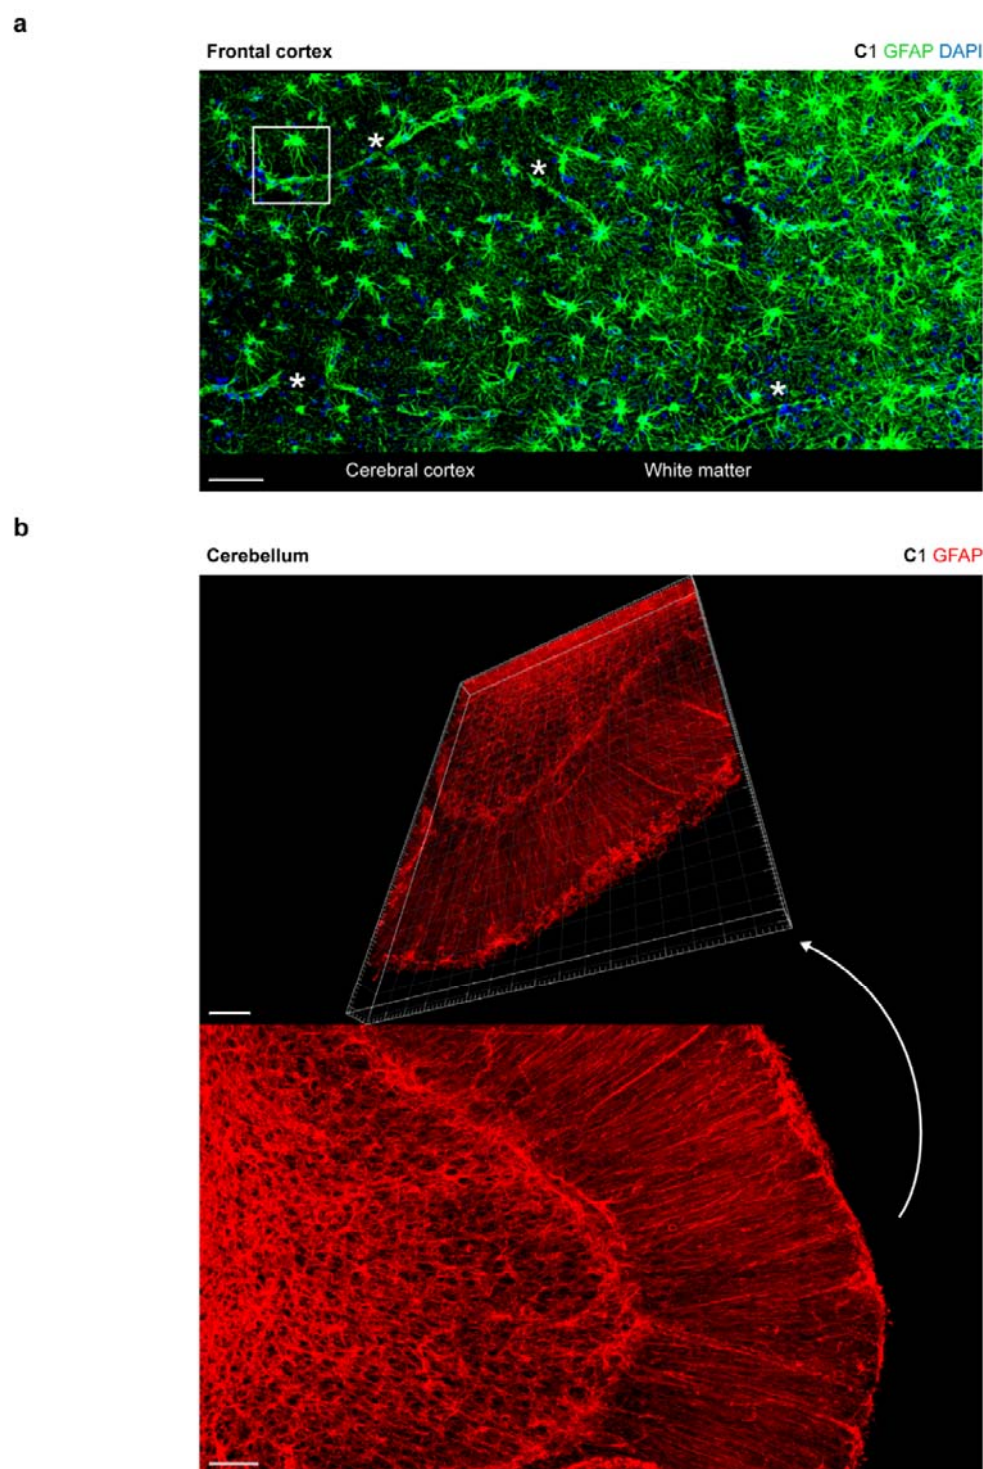 a
Frontal cortex
C1 GFAP DAPI
*
*
*
*
Cerebral cortex
White matter
b
Cerebellum
C1 GFAP